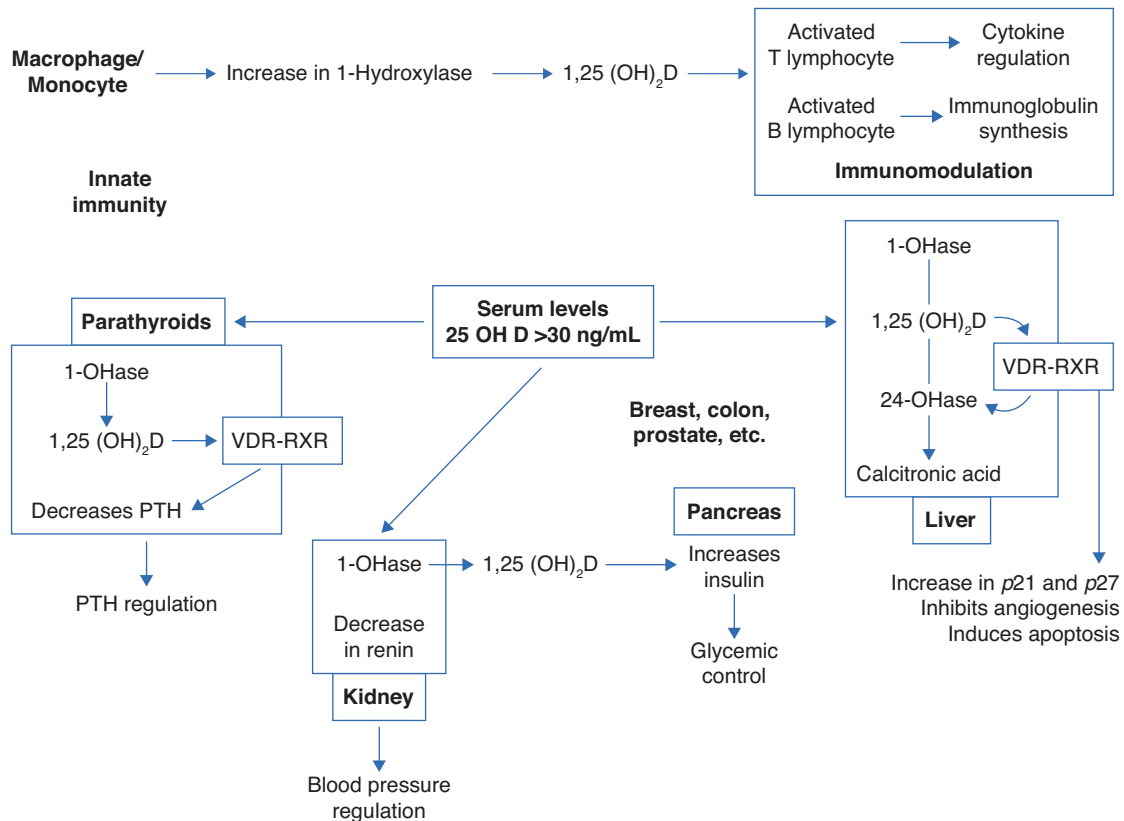 Macrophage/
Monocyte
Increase in 1-Hydroxylase
1,25 (OH)₂D
Activated
T lymphocyte
Cytokine
regulation
Activated
B lymphocyte
Immunoglobulin
synthesis
Immunomodulation
Innate
immunity
Serum levels
25 OH D >30 ng/mL
Parathyroids
1-OHase
1,25 (OH)₂D
VDR-RXR
Decreases PTH
PTH regulation
1-OHase
Decrease
in renin
Kidney
Blood pressure
regulation
1,25 (OH)₂D
Breast, colon,
prostate, etc.
Pancreas
Increases
insulin
Glycemic
control
1-OHase
1,25 (OH)₂D
VDR-RXR
24-OHase
Calcitronic acid
Liver
Increase in p21 and p27
Inhibits angiogenesis
Induces apoptosis